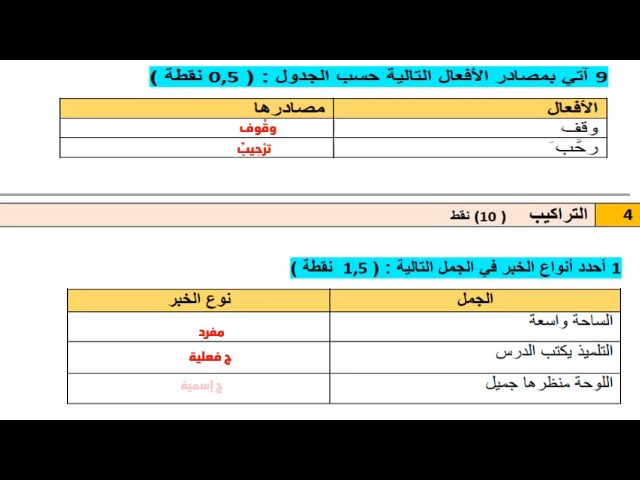 9 آتي بمصادر الأفعال التالية حسب الجدول : ( 0,5 نقطة )
الأفعال مصادرها
وقف وقُوف
رحَّبَ ترْحِيبٌ
4 التراكيب ( 10) نقط
1 أحدد أنواع الخبر في الجمل التالية : ( 1,5 نقطة )
الجمل نوع الخبر
الساحة واسعة مفرد
التلميذ يكتب الدرس ج فعلية
اللوحة منظرها جميل ج إسمية